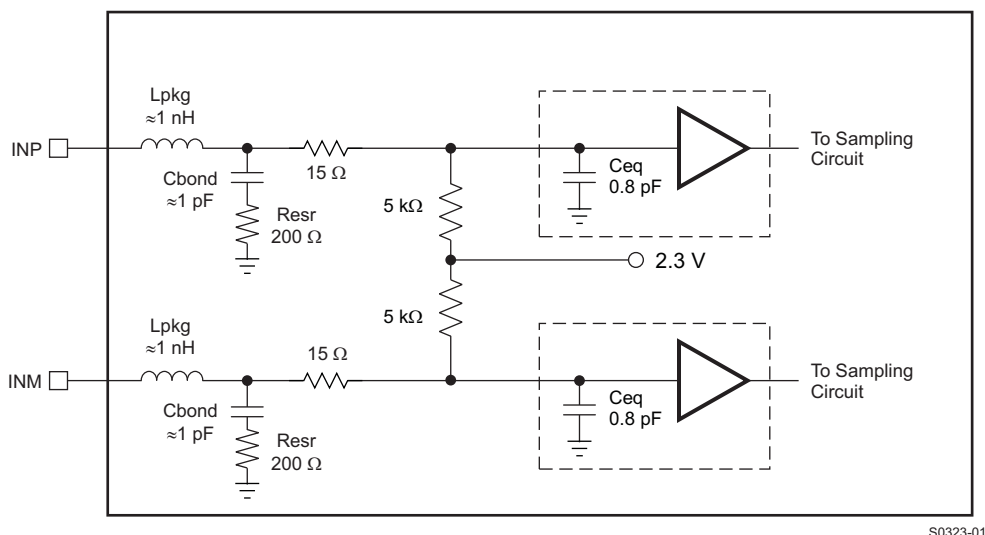 Lpkg
≈1 nH
INP
Cbond
≈1 pF
Resr
200 Ω
15 Ω
5 kΩ
Ceq
0.8 pF
To Sampling
Circuit
2.3 V
5 kΩ
Lpkg
≈1 nH
INM
Cbond
≈1 pF
Resr
200 Ω
15 Ω
Ceq
0.8 pF
To Sampling
Circuit
S0323-01